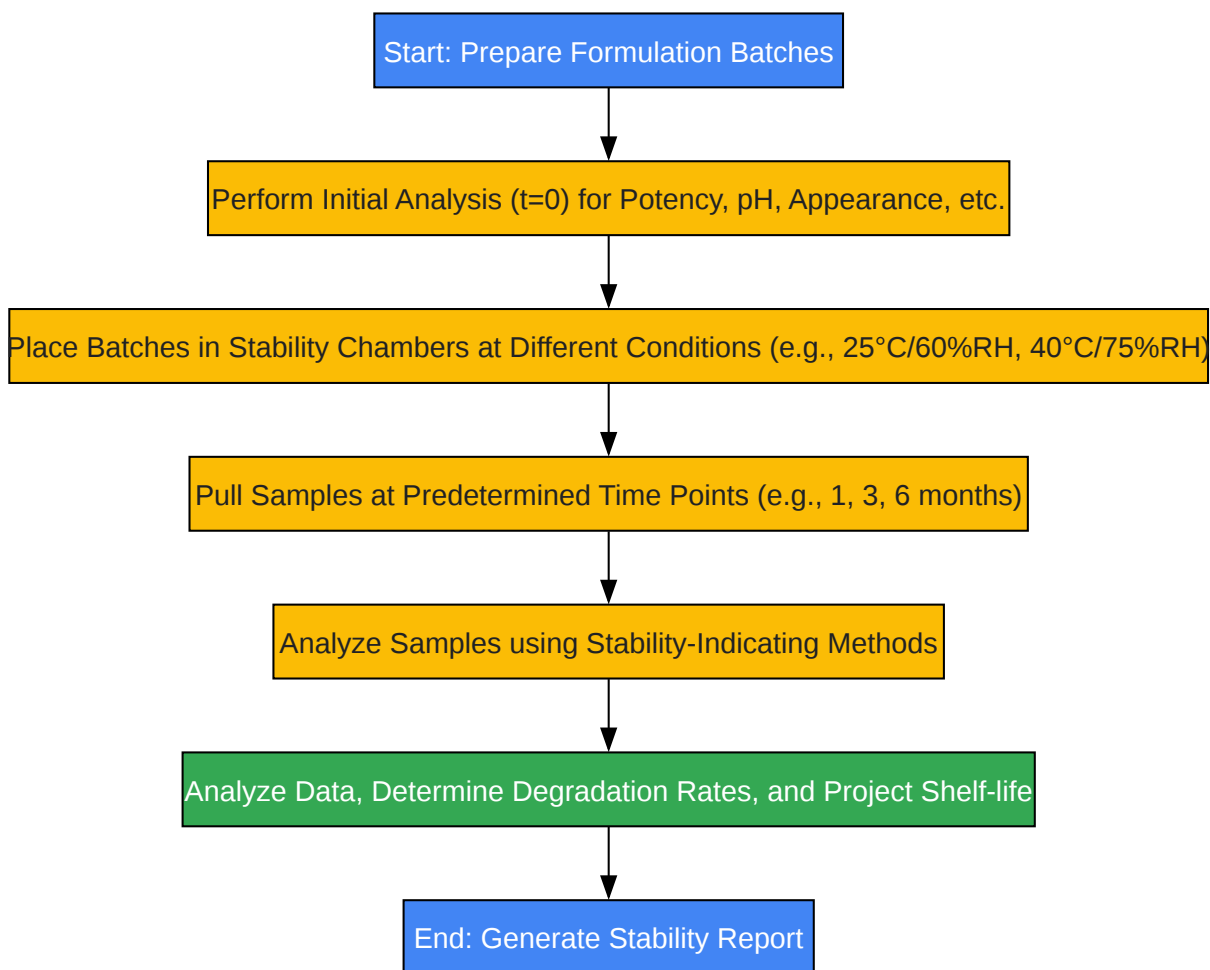 Start: Prepare Formulation Batches
Perform Initial Analysis (t=0) for Potency, pH, Appearance, etc.
Place Batches in Stability Chambers at Different Conditions (e.g., 25°C/60%RH, 40°C/75%RH)
Pull Samples at Predetermined Time Points (e.g., 1, 3, 6 months)
Analyze Samples using Stability-Indicating Methods
Analyze Data, Determine Degradation Rates, and Project Shelf-life
End: Generate Stability Report